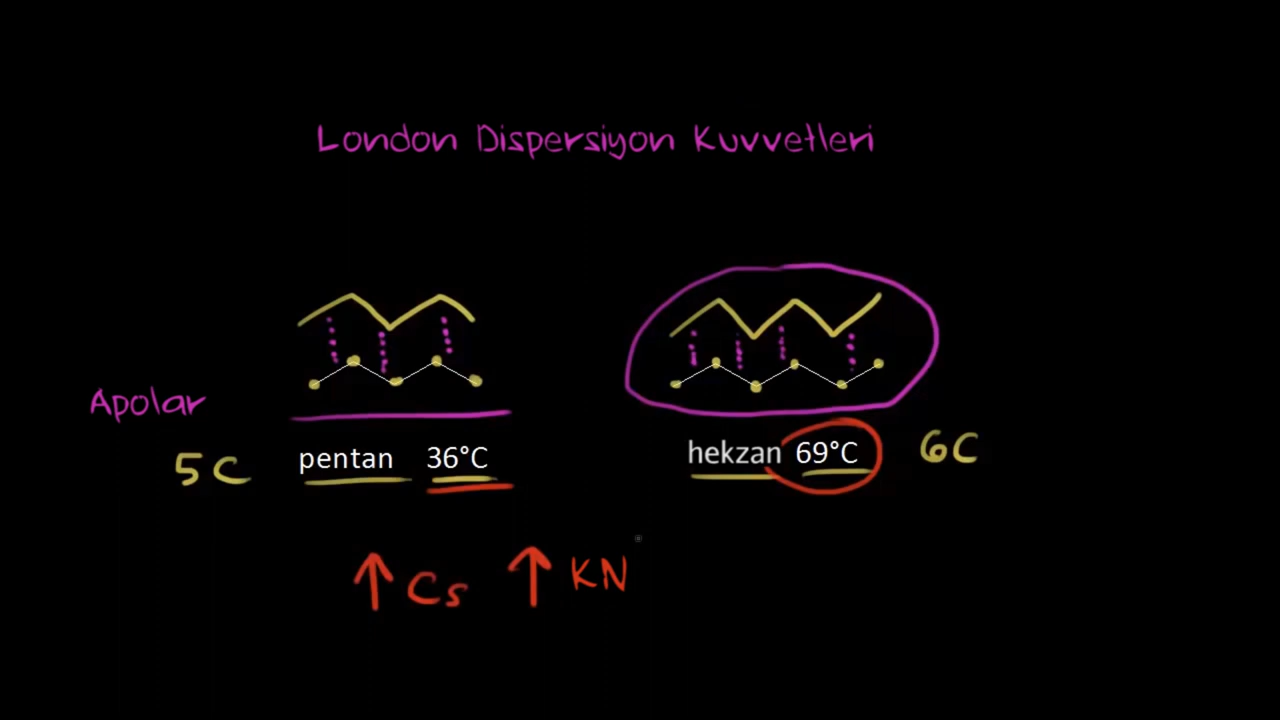 London Dispersiyon Kuvvetleri
Apolar
5C pentan 36°C hekzan 69°C 6C
↑ Cs ↑ KN